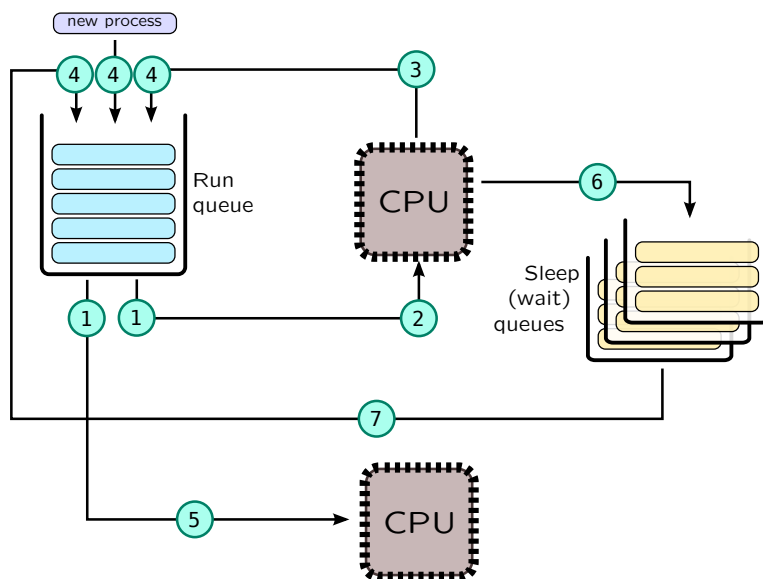 new process
4
4
4
3
CPU
6
Run
queue
Sleep
(wait)
queues
1
1
2
7
5
CPU